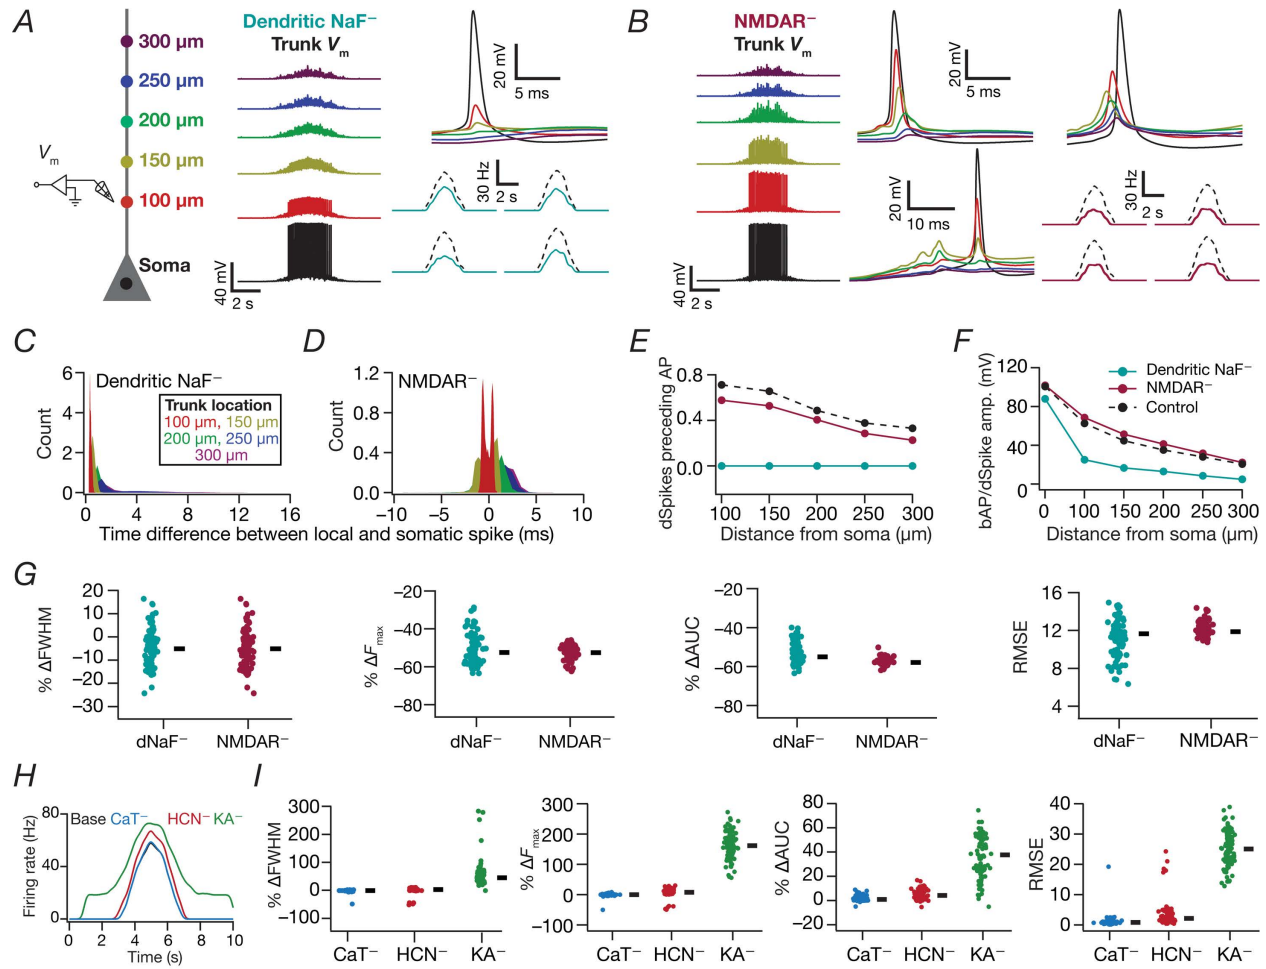 A
300 µm
250 µm
200 µm
150 µm
100 µm
Vm
Soma
Dendritic NaF−
Trunk Vm
40 mV
2 s
20 mV
5 ms
30 Hz
2 s
B
NMDAR−
Trunk Vm
40 mV
2 s
20 mV
5 ms
20 mV
10 ms
30 Hz
2 s
C
Dendritic NaF−
Trunk location
100 µm, 150 µm
200 µm, 250 µm
300 µm
Count
6
4
2
0
0 4 8 12 16
D
NMDAR−
Count
1.2
0.8
0.4
0.0
−10 −5 0 5 10
Time difference between local and somatic spike (ms)
E
dSpikes preceding AP
0.8
0.4
0.0
100 150 200 250 300
Distance from soma (µm)
F
bAP/dSpike amp. (mV)
120
80
40
0
Dendritic NaF−
NMDAR−
Control
0 100 150 200 250 300
Distance from soma (µm)
G
% ΔFWHM
20
10
0
−10
−20
−30
dNaF− NMDAR−
% ΔFmax
−20
−40
−60
−80
dNaF− NMDAR−
% ΔAUC
−20
−40
−60
−80
dNaF− NMDAR−
RMSE
16
12
8
4
dNaF− NMDAR−
H
Firing rate (Hz)
80
40
0
Base CaT− HCN− KA−
0 2 4 6 8 10
Time (s)
I
% ΔFWHM
300
200
100
0
−100
CaT− HCN− KA−
% ΔFmax
300
200
100
0
−100
CaT− HCN− KA−
% ΔAUC
80
60
40
20
0
−20
CaT− HCN− KA−
RMSE
40
30
20
10
0
CaT− HCN− KA−